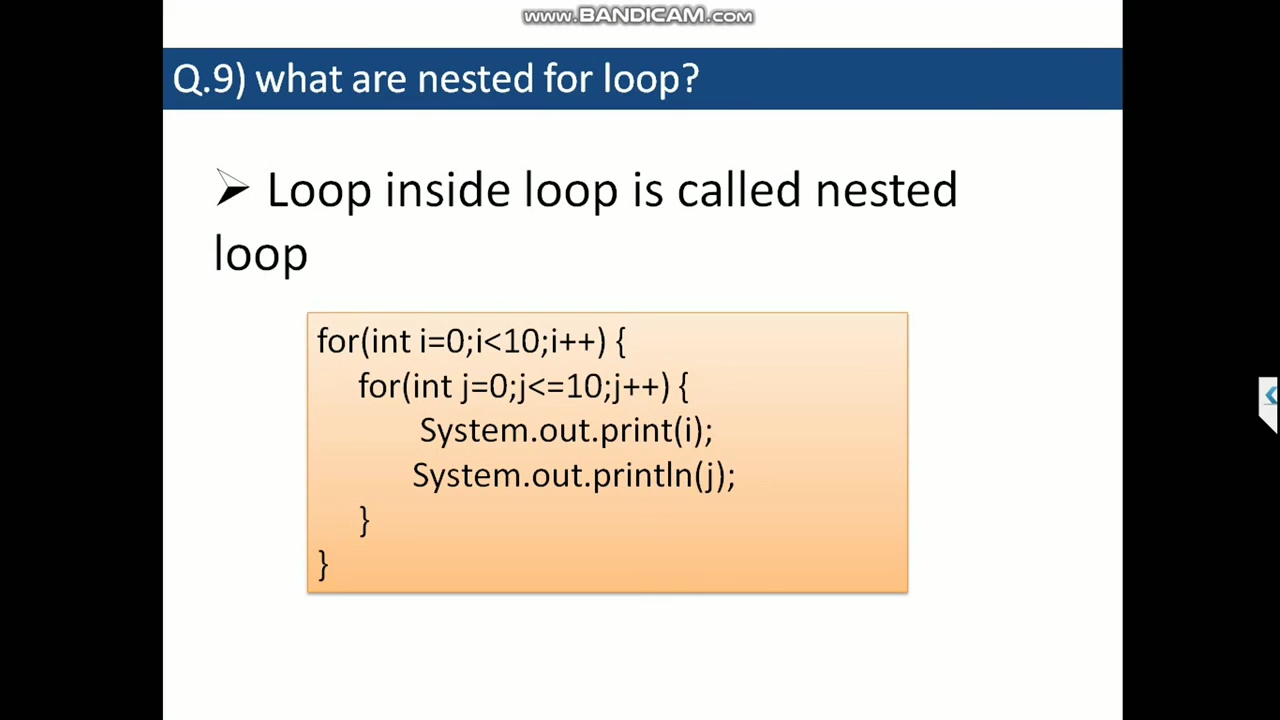 www.BANDICAM.com
Q.9) what are nested for loop?
➢ Loop inside loop is called nested
loop
for(int i=0;i<10;i++) {
for(int j=0;j<=10;j++) {
System.out.print(i);
System.out.println(j);
}
}